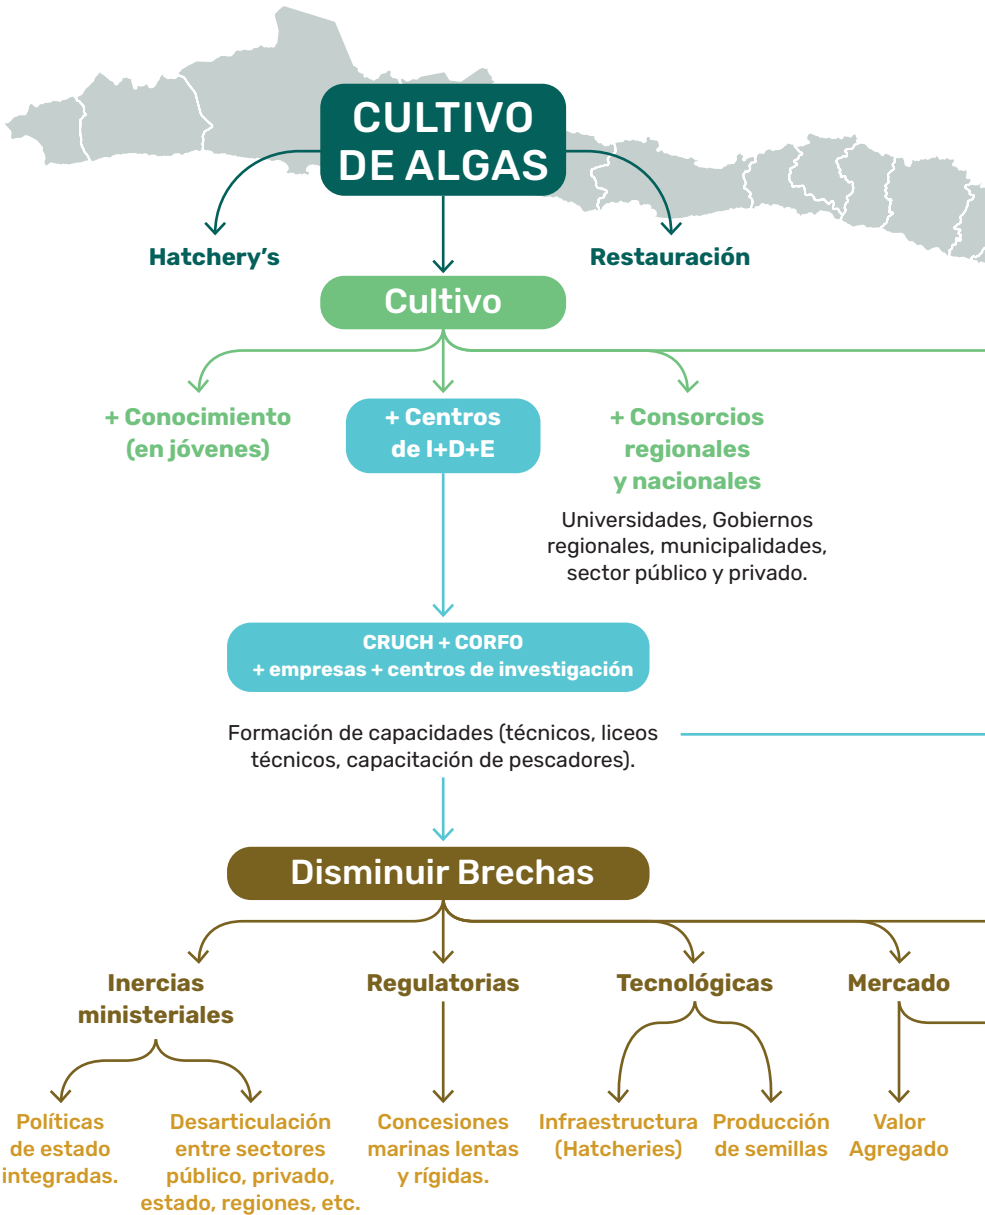 CULTIVO
DE ALGAS
Hatchery’s
Restauración
Cultivo
+ Conocimiento
(en jóvenes)
+ Centros
de I+D+E
+ Consorcios
regionales
y nacionales
Universidades, Gobiernos
regionales, municipalidades,
sector público y privado.
CRUCH + CORFO
+ empresas + centros de investigación
Formación de capacidades (técnicos, liceos
técnicos, capacitación de pescadores).
Disminuir Brechas
Inercias
ministeriales
Regulatorias
Tecnológicas
Mercado
Políticas
de estado
integradas.
Desarticulación
entre sectores
público, privado,
estado, regiones, etc.
Concesiones
marinas lentas
y rígidas.
Infraestructura
(Hatcheries)
Producción
de semillas
Valor
Agregado